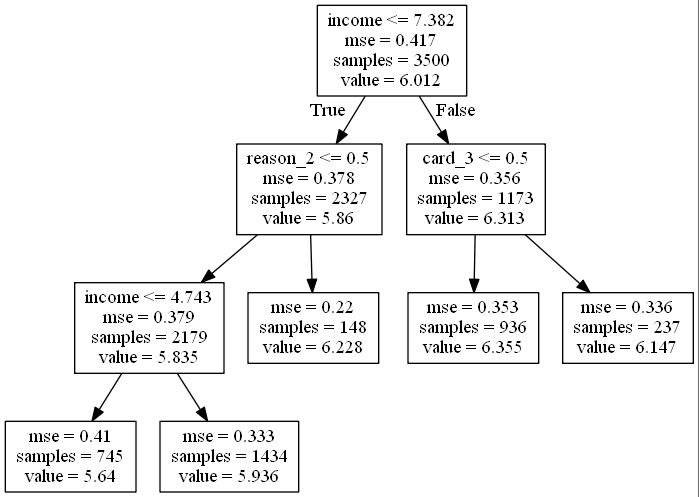 income <= 7.382
mse = 0.417
samples = 3500
value = 6.012
True
False
reason_2 <= 0.5
mse = 0.378
samples = 2327
value = 5.86
card_3 <= 0.5
mse = 0.356
samples = 1173
value = 6.313
income <= 4.743
mse = 0.379
samples = 2179
value = 5.835
mse = 0.22
samples = 148
value = 6.228
mse = 0.353
samples = 936
value = 6.355
mse = 0.336
samples = 237
value = 6.147
mse = 0.41
samples = 745
value = 5.64
mse = 0.333
samples = 1434
value = 5.936